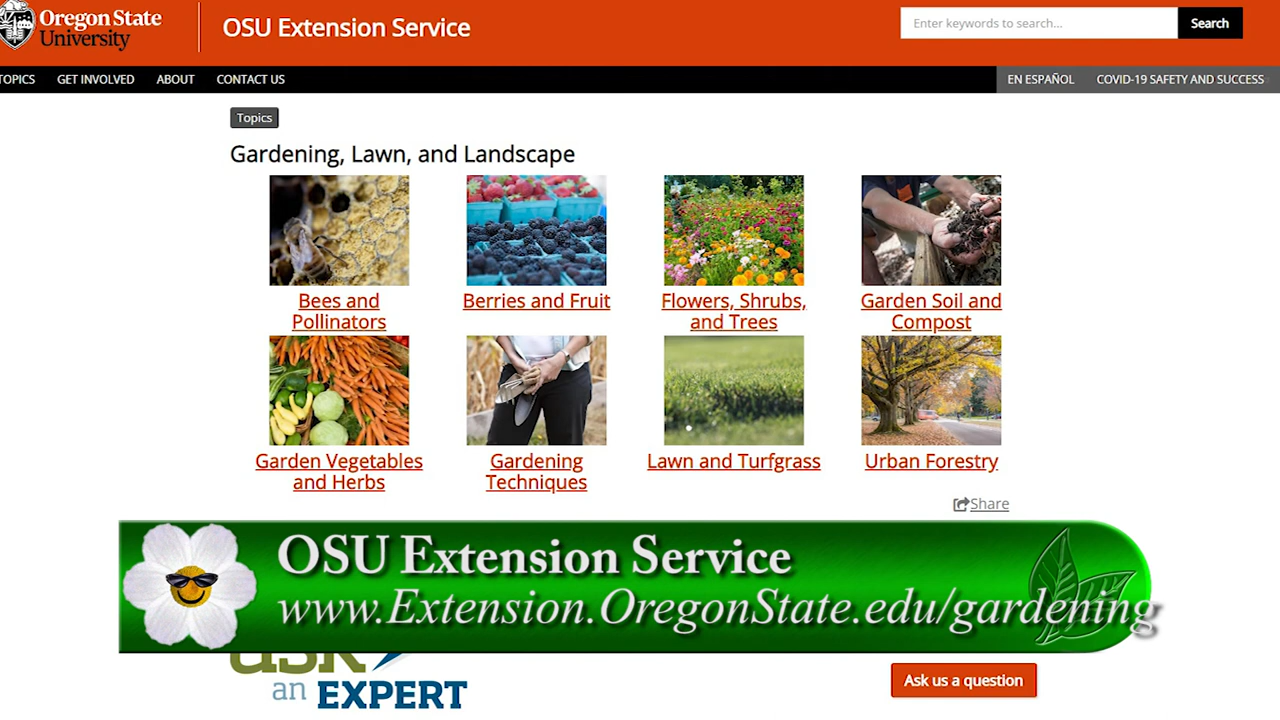 Oregon State
University
OSU Extension Service
Enter keywords to search...
Search
TOPICS
GET INVOLVED
ABOUT
CONTACT US
EN ESPAÑOL
COVID-19 SAFETY AND SUCCESS
Topics
Gardening, Lawn, and Landscape
Bees and
Pollinators
Berries and Fruit
Flowers, Shrubs,
and Trees
Garden Soil and
Compost
Garden Vegetables
and Herbs
Gardening
Techniques
Lawn and Turfgrass
Urban Forestry
Share
OSU Extension Service
www.Extension.OregonState.edu/gardening
ask
an EXPERT
Ask us a question